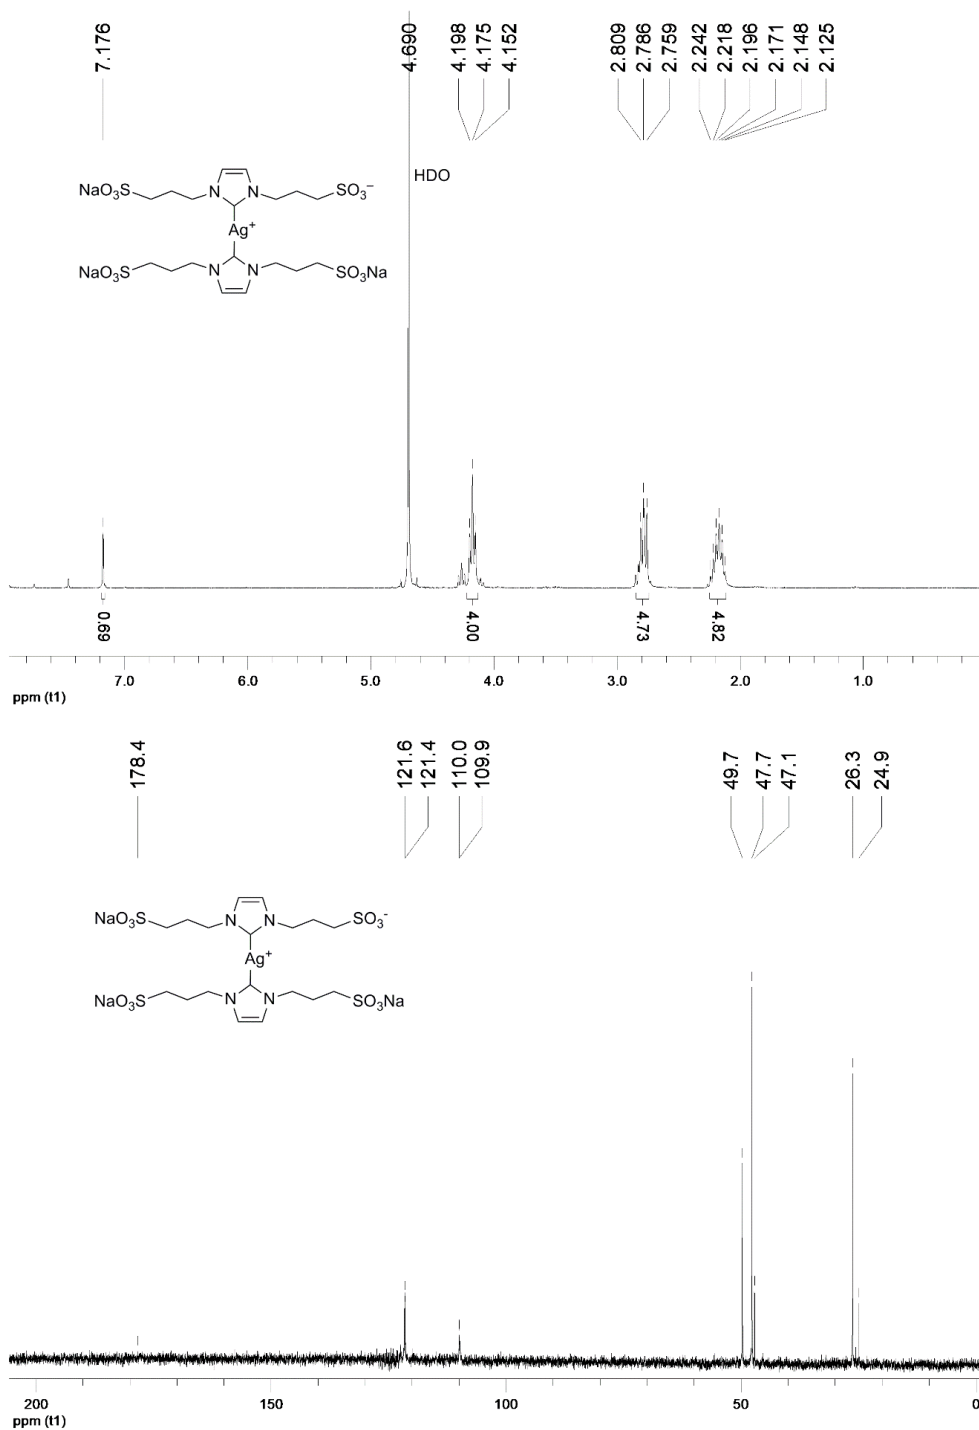 7.176
4.690
4.198
4.175
4.152
2.809
2.786
2.759
2.242
2.218
2.196
2.171
2.148
2.125
HDO
NaO3S N N SO3−
Ag+
NaO3S N N SO3Na
0.69
4.00
4.73
4.82
7.0 6.0 5.0 4.0 3.0 2.0 1.0
ppm (t1)
178.4
121.6
121.4
110.0
109.9
49.7
47.7
47.1
26.3
24.9
NaO3S N N SO3-
Ag+
NaO3S N N SO3Na
200 150 100 50 0
ppm (t1)